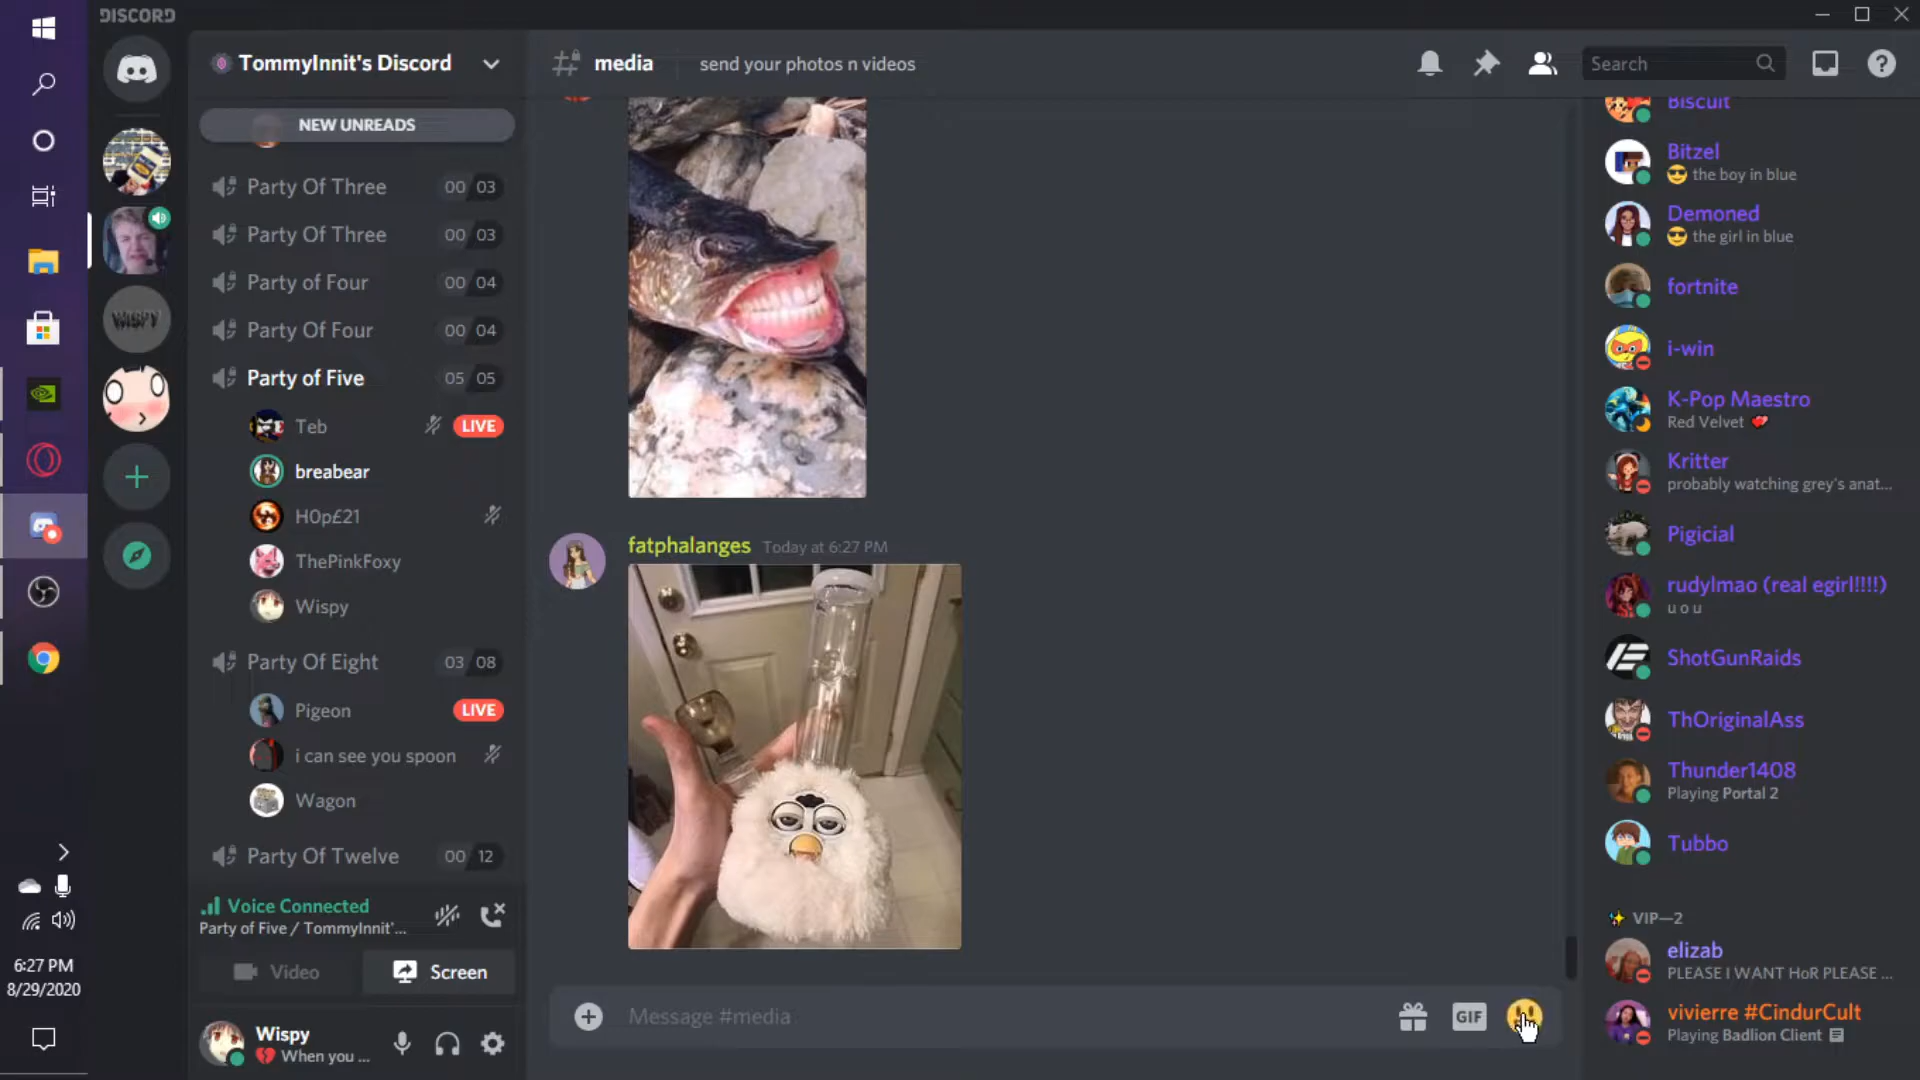 DISCORD
TommyInnit's Discord
NEW UNREADS
Party Of Three 00 03
Party Of Three 00 03
Party of Four 00 04
Party Of Four 00 04
Party of Five 05 05
Teb LIVE
breabear
H0p£21
ThePinkFoxy
Wispy
Party Of Eight 03 08
Pigeon LIVE
i can see you spoon
Wagon
Party Of Twelve 00 12
Voice Connected
Party of Five / TommyInnit'...
Video Screen
Wispy
When you ...
6:27 PM
8/29/2020
WISPY
media send your photos n videos
Search
fatphalanges Today at 6:27 PM
Message #media
GIF
Biscuit
Bitzel
the boy in blue
Demoned
the girl in blue
fortnite
i-win
K-Pop Maestro
Red Velvet
Kritter
probably watching grey's anat...
Pigicial
rudylmao (real egirl!!!!)
u o u
ShotGunRaids
ThOriginalAss
Thunder1408
Playing Portal 2
Tubbo
VIP—2
elizab
PLEASE I WANT HoR PLEASE ...
vivierre #CindurCult
Playing Badlion Client